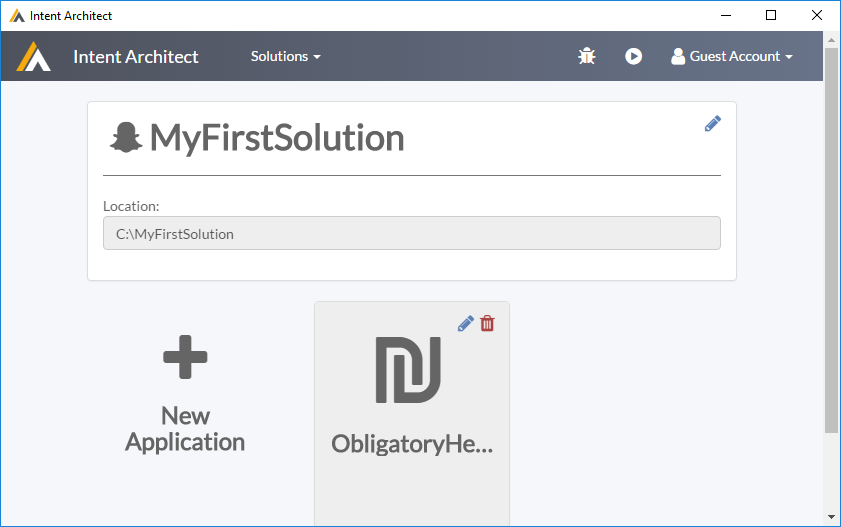 Intent Architect
Intent Architect Solutions Guest Account
MyFirstSolution
Location:
C:\MyFirstSolution
New
Application
ObligatoryHe...